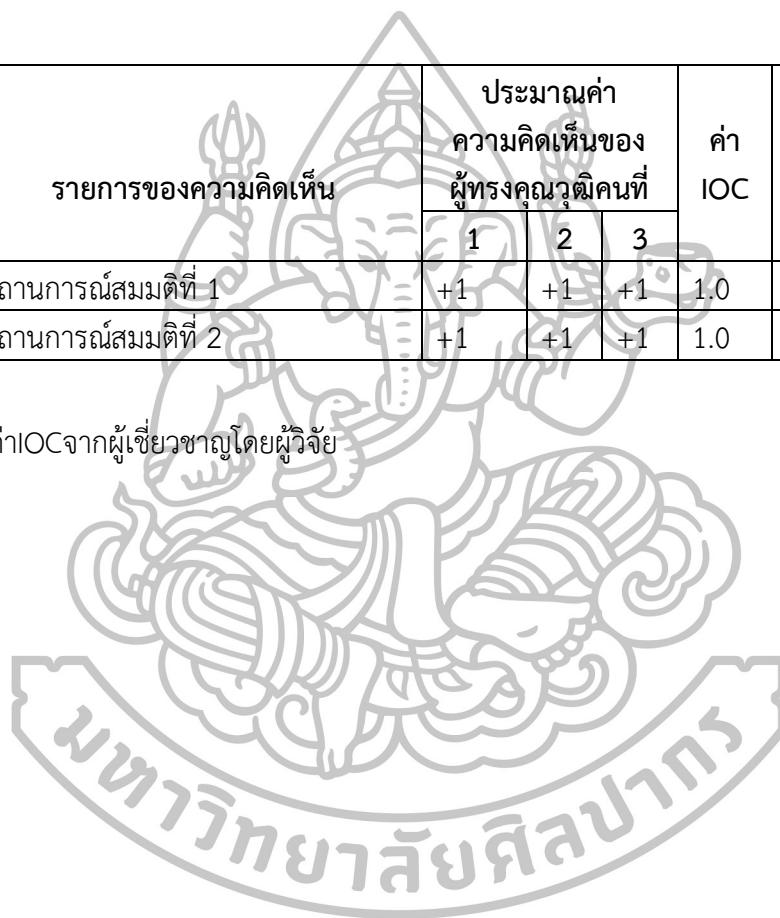 รายการของความคิดเห็น
ประมาณค่า
ความคิดเห็นของ
ผู้ทรงคุณวุฒิคนที่
ค่า
IOC
1 2 3
ถานการณ์สมมติที่ 1 +1 +1 +1 1.0
ถานการณ์สมมติที่ 2 +1 +1 +1 1.0
ค่าIOCจากผู้เชี่ยวชาญโดยผู้วิจัย
มหาวิทยาลัยศิลปากร